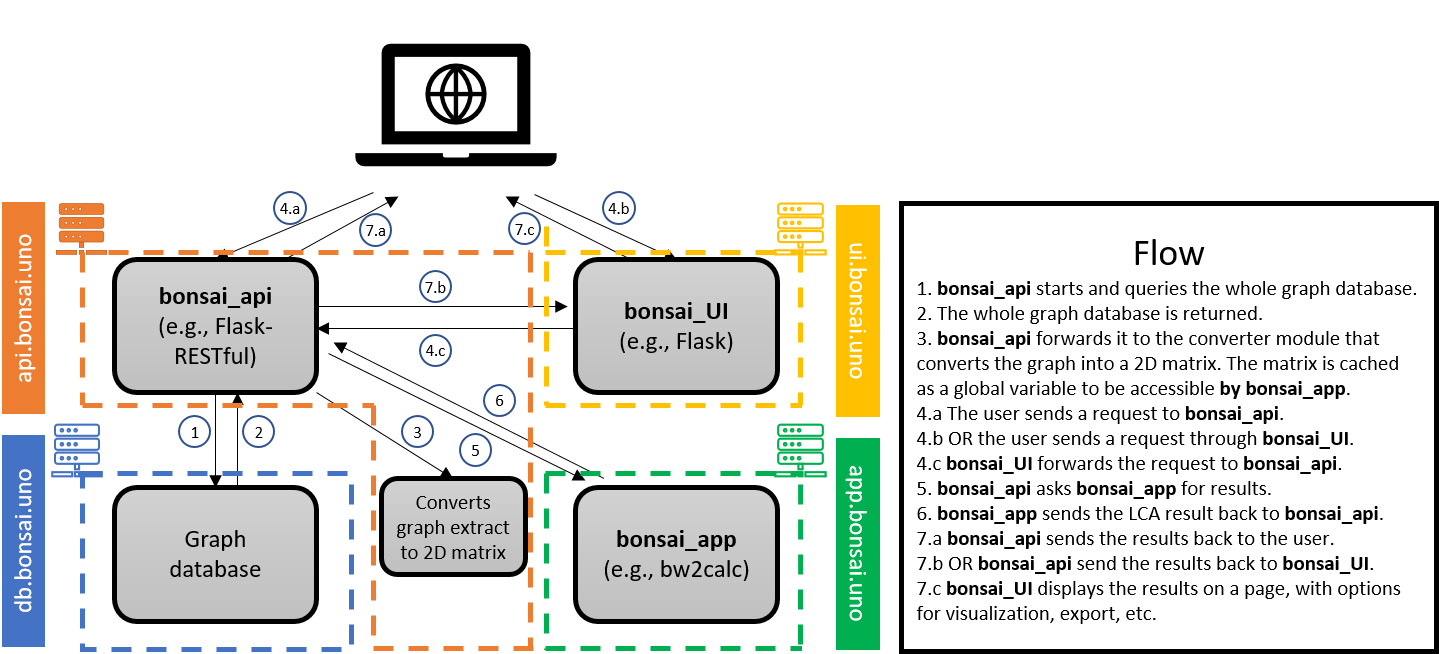 4.a
4.b
7.a
7.c
api.bonsai.uno
bonsai_api
(e.g., Flask-
RESTful)
7.b
4.c
bonsai_UI
(e.g., Flask)
ui.bonsai.uno
1
2
3
5
6
db.bonsai.uno
Graph
database
Converts
graph extract
to 2D matrix
bonsai_app
(e.g., bw2calc)
app.bonsai.uno
Flow
1. bonsai_api starts and queries the whole graph database.
2. The whole graph database is returned.
3. bonsai_api forwards it to the converter module that
converts the graph into a 2D matrix. The matrix is cached
as a global variable to be accessible by bonsai_app.
4.a The user sends a request to bonsai_api.
4.b OR the user sends a request through bonsai_UI.
4.c bonsai_UI forwards the request to bonsai_api.
5. bonsai_api asks bonsai_app for results.
6. bonsai_app sends the LCA result back to bonsai_api.
7.a bonsai_api sends the results back to the user.
7.b OR bonsai_api send the results back to bonsai_UI.
7.c bonsai_UI displays the results on a page, with options
for visualization, export, etc.